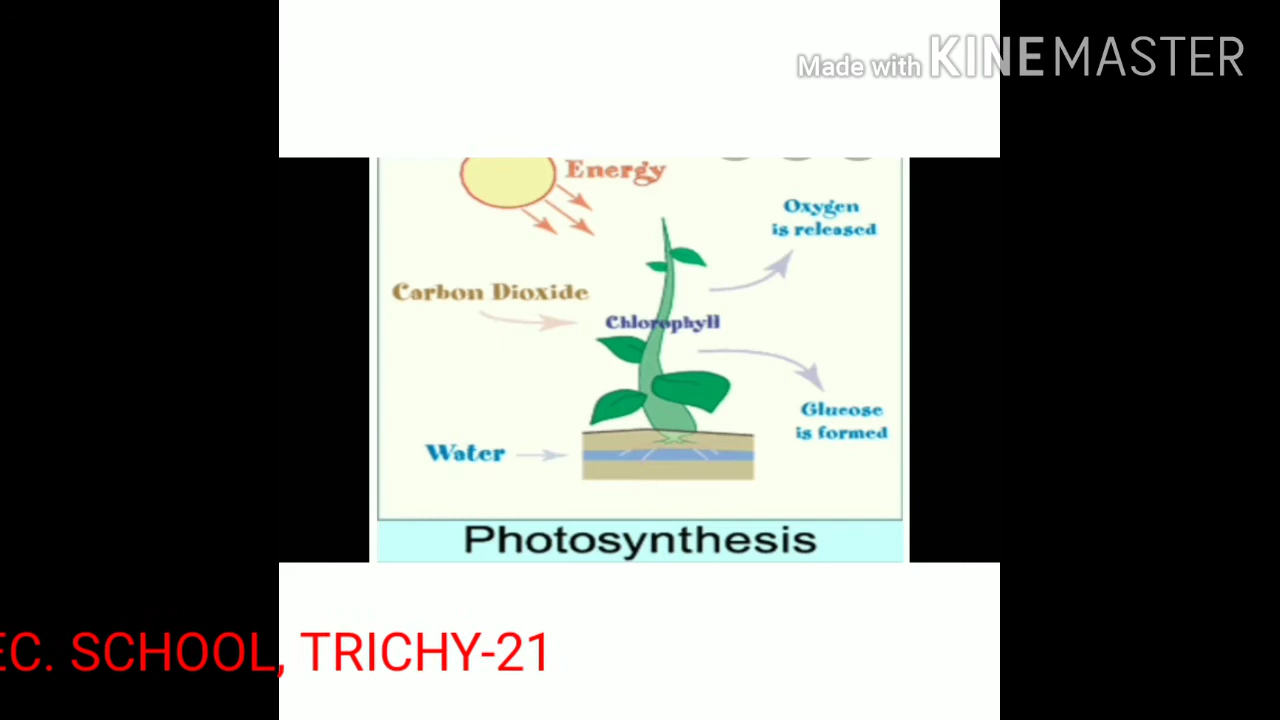 Made with KINEMASTER
Energy
Oxygen
is released
Carbon Dioxide
Chlorophyll
Glucose
is formed
Water
Photosynthesis
EC. SCHOOL, TRICHY-21